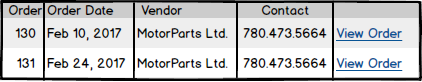 Order Order Date Vendor Contact
130 Feb 10, 2017 MotorParts Ltd. 780.473.5664 View Order
131 Feb 24, 2017 MotorParts Ltd. 780.473.5664 View Order